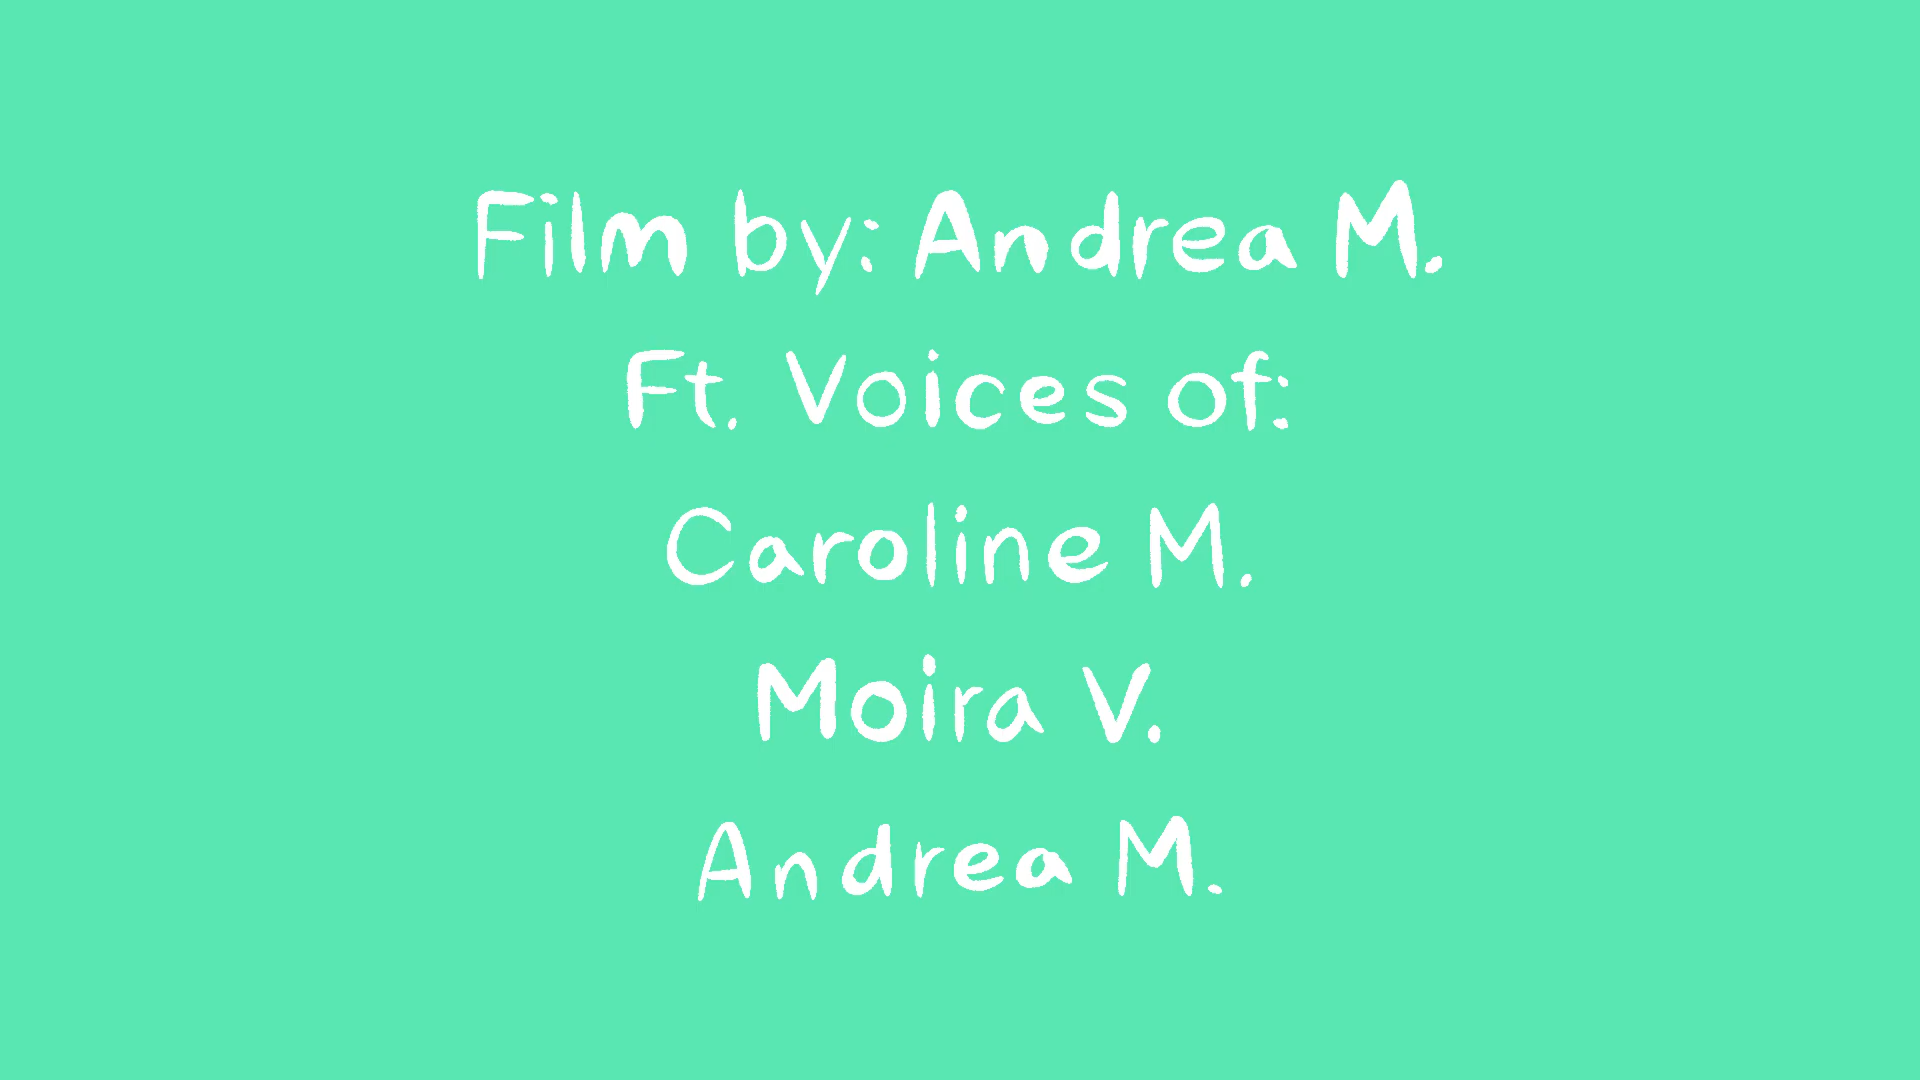 Film by: Andrea M.
Ft. Voices of:
Caroline M.
Moira V.
Andrea M.